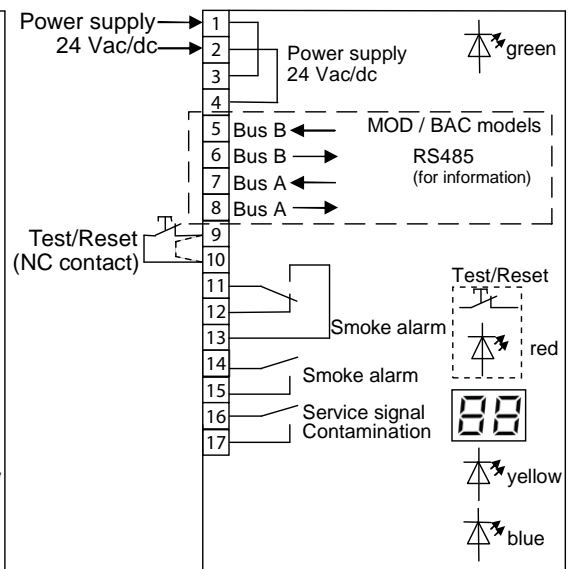 Power supply
24 Vac/dc
1
2
3
4
Power supply
24 Vac/dc
green
5 Bus B
6 Bus B
7 Bus A
8 Bus A
MOD / BAC models
RS485
(for information)
Test/Reset
(NC contact)
9
10
11
12
13
Smoke alarm
14
15
Smoke alarm
16
17
Service signal
Contamination
Test/Reset
red
88
yellow
blue